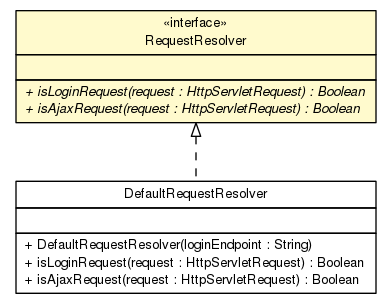 «interface»
RequestResolver
+ isLoginRequest(request : HttpServletRequest) : Boolean
+ isAjaxRequest(request : HttpServletRequest) : Boolean
DefaultRequestResolver
+ DefaultRequestResolver(loginEndpoint : String)
+ isLoginRequest(request : HttpServletRequest) : Boolean
+ isAjaxRequest(request : HttpServletRequest) : Boolean